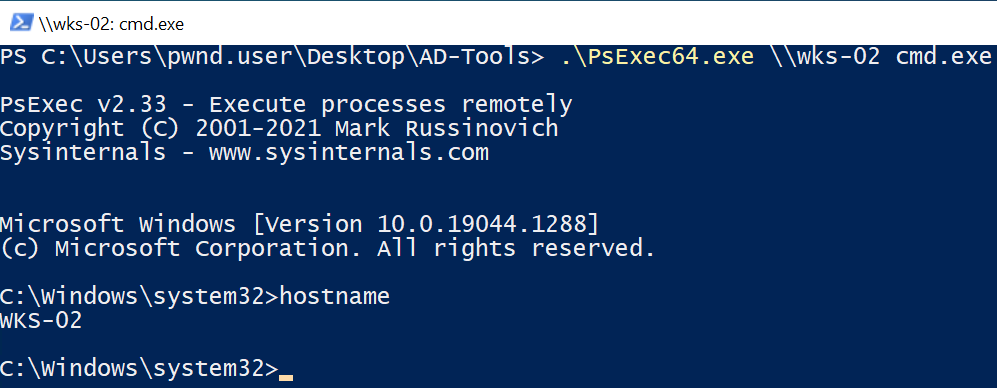 \\wks-02: cmd.exe
PS C:\Users\pwnd.user\Desktop\AD-Tools> .\PsExec64.exe \\wks-02 cmd.exe
PsExec v2.33 - Execute processes remotely
Copyright (C) 2001-2021 Mark Russinovich
Sysinternals - www.sysinternals.com
Microsoft Windows [Version 10.0.19044.1288]
(c) Microsoft Corporation. All rights reserved.
C:\Windows\system32>hostname
WKS-02
C:\Windows\system32>